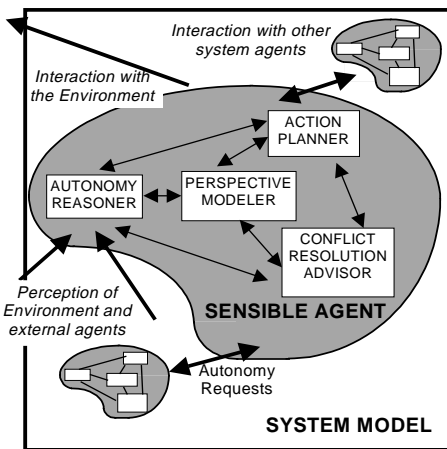 Interaction with other
system agents
Interaction with
the Environment
ACTION
PLANNER
AUTONOMY
REASONER
PERSPECTIVE
MODELER
CONFLICT
RESOLUTION
ADVISOR
Perception of
Environment and
external agents
SENSIBLE AGENT
Autonomy
Requests
SYSTEM MODEL